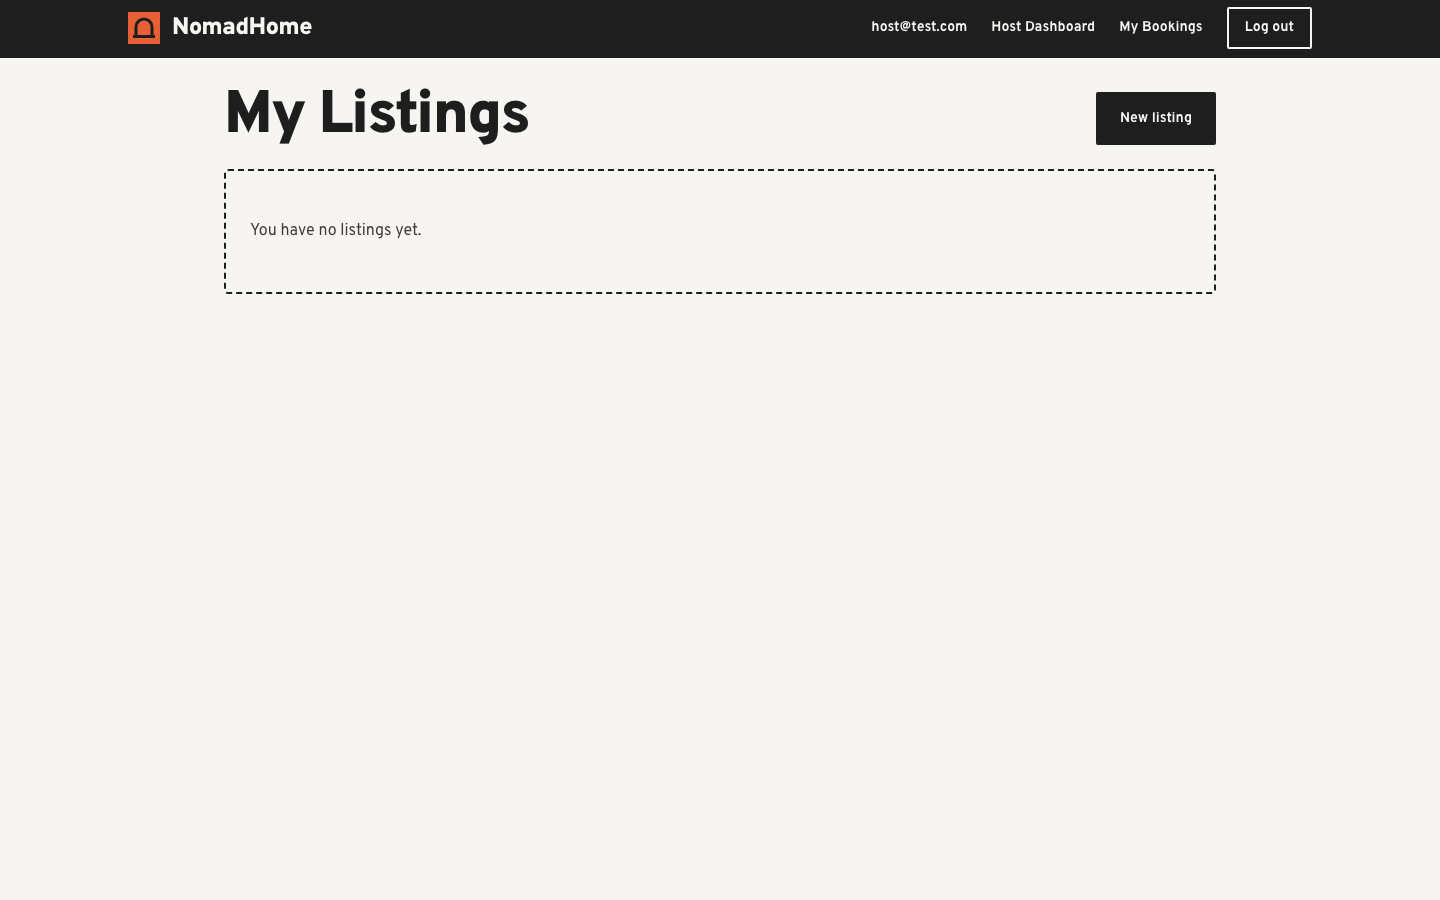 NomadHome
host@test.com
Host Dashboard
My Bookings
Log out
My Listings
New listing
You have no listings yet.